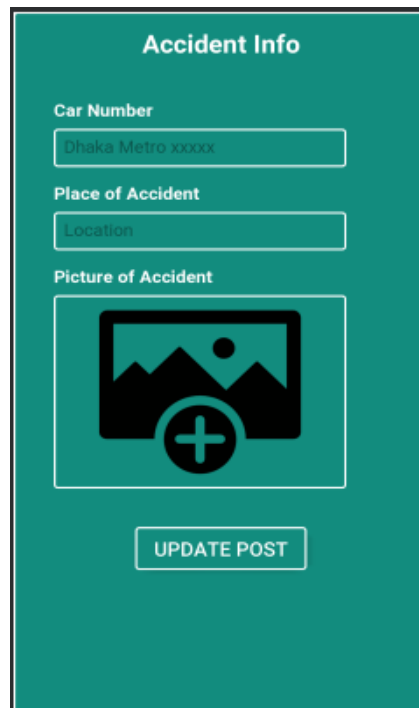 Accident Info
Car Number
Dhaka Metro xxxxx
Place of Accident
Location
Picture of Accident
UPDATE POST